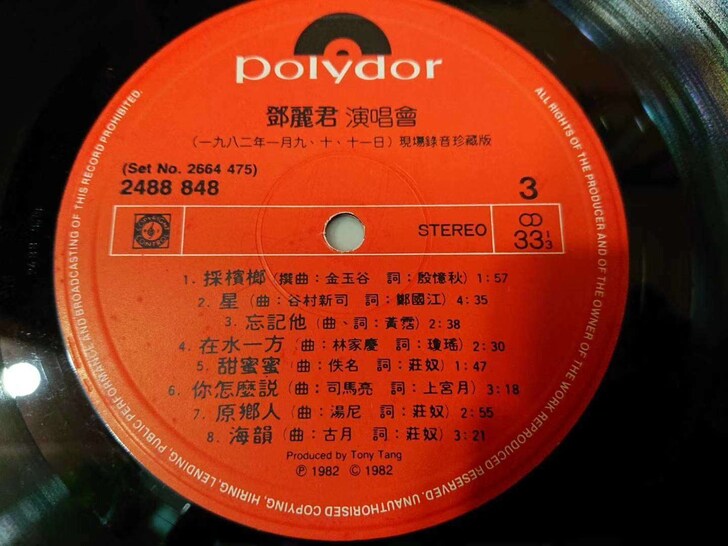 polydor
鄧麗君 演唱會
(一九八二年一月九、十、十一日) 現場錄音珍藏版
(Set No. 2664 475)
2488 848
3
STEREO
33 1/3
1. 採檳榔 (撰曲：金玉谷 詞：殷憶秋) 1:57
2. 星 (曲：谷村新司 詞：鄭國江) 4:35
3. 忘記他 (曲、詞：黃霑) 2:38
4. 在水一方 (曲：林家慶 詞：瓊瑤) 2:30
5. 甜蜜蜜 (曲：佚名 詞：莊奴) 1:47
6. 你怎麼說 (曲：司馬亮 詞：上官月) 3:18
7. 原鄉人 (曲：湯尼 詞：莊奴) 2:55
8. 海韻 (曲：古月 詞：莊奴) 3:21
Produced by Tony Tang
℗ 1982 © 1982
ALL RIGHTS OF THE PRODUCER AND OF THE OWNER OF THE WORK REPRODUCED RESERVED. UNAUTHORISED COPYING, HIRING, LENDING, PUBLIC PERFORMANCE AND BROADCASTING OF THIS RECORD PROHIBITED.